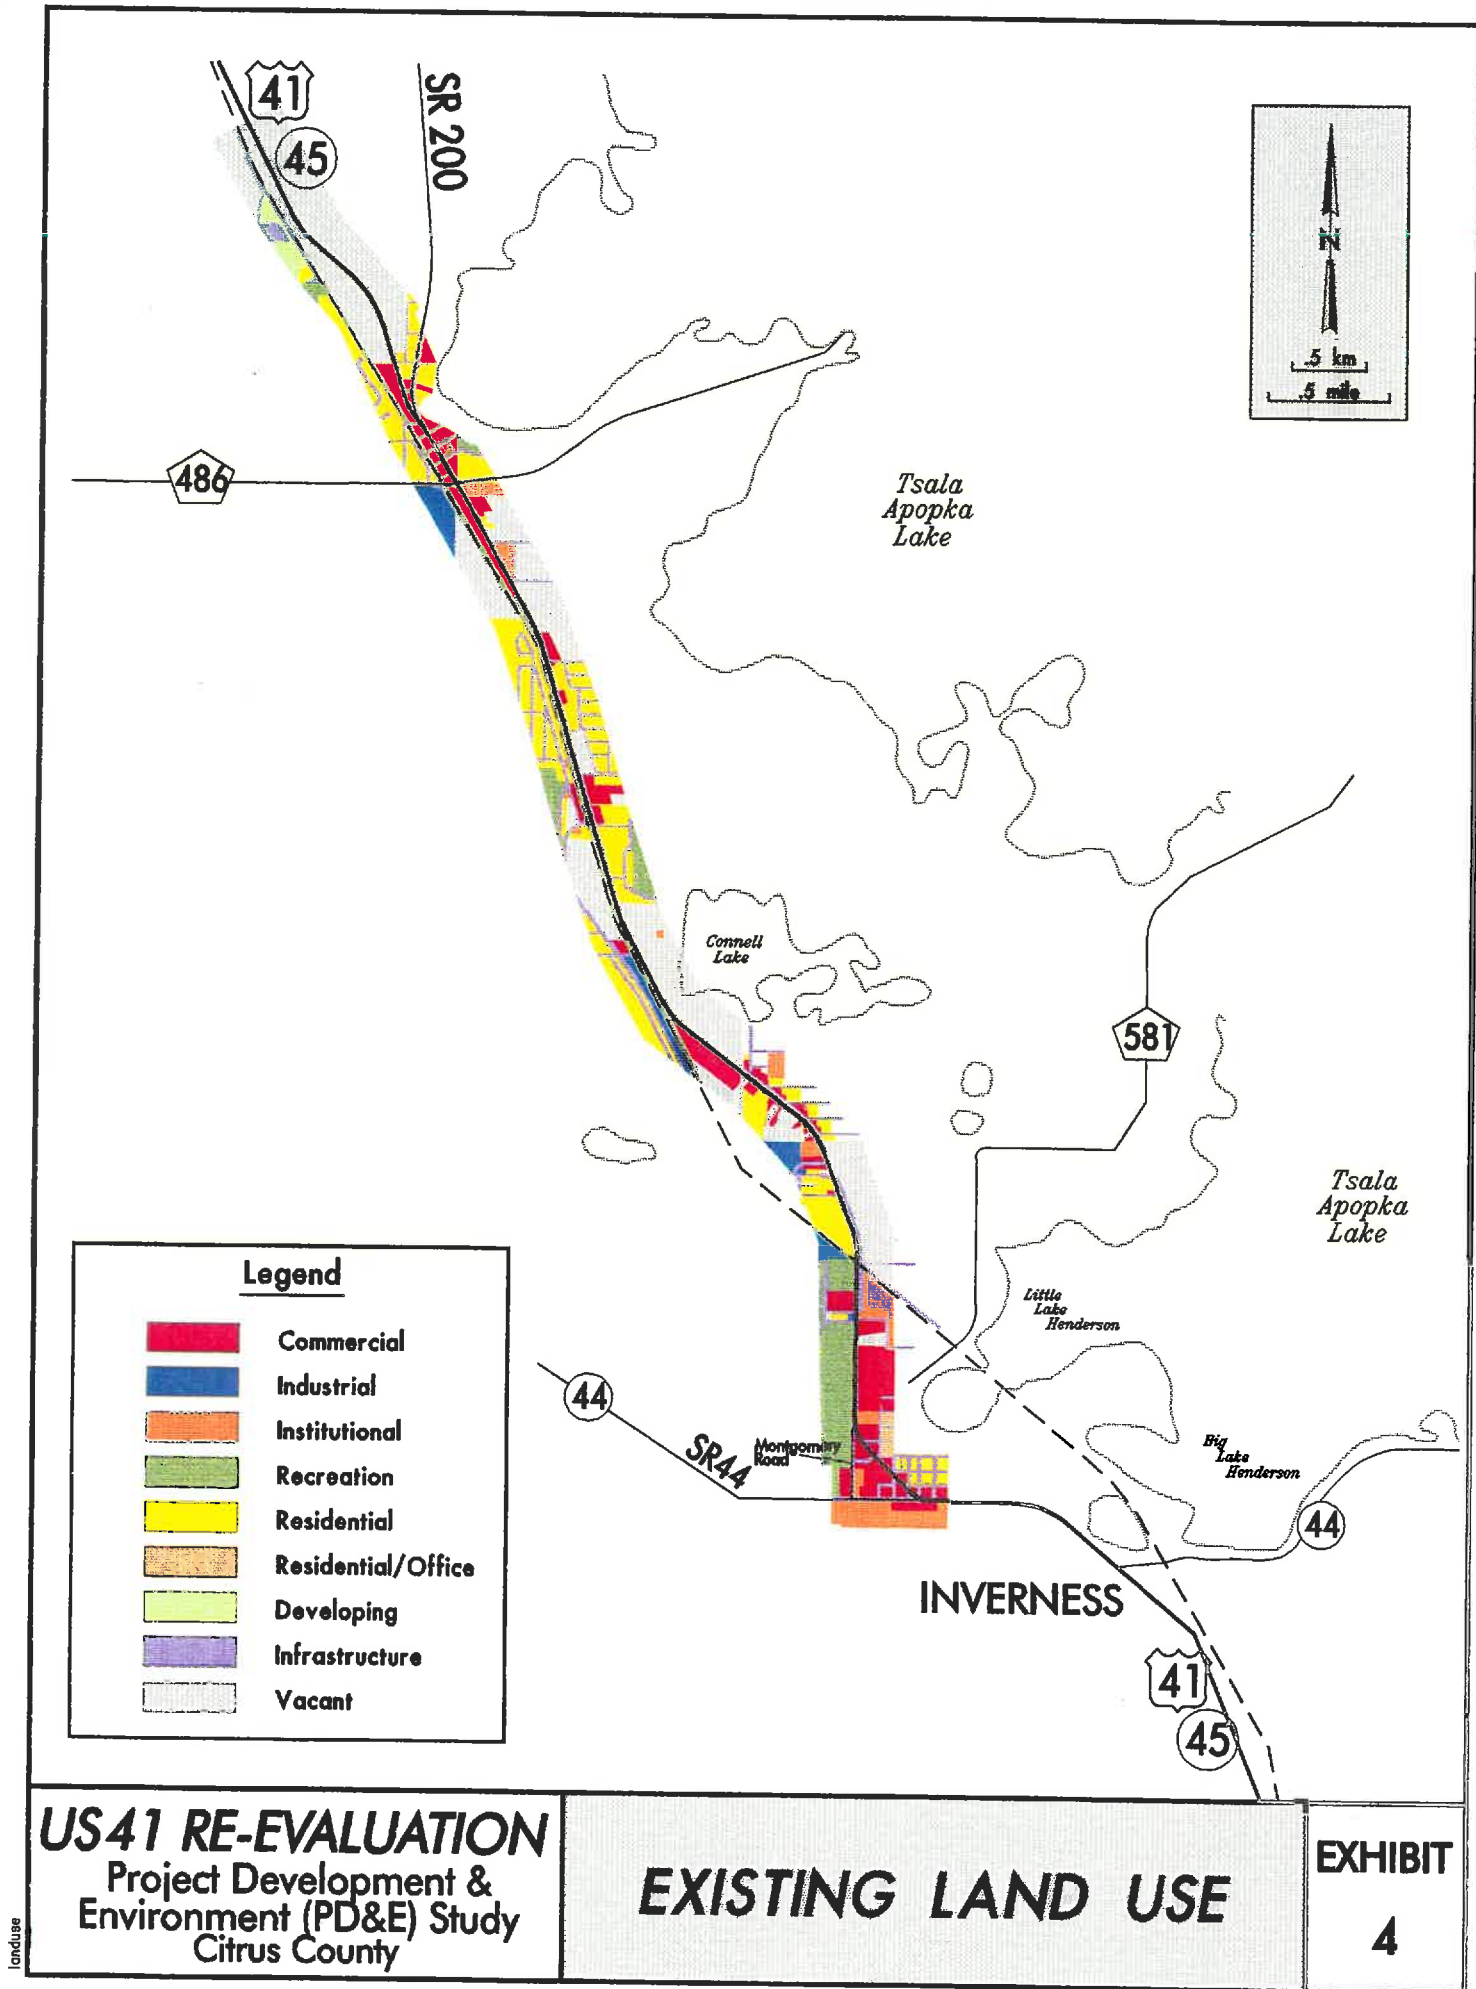 41
45
SR 200
N
.5 km
.5 mile
486
Tsala
Apopka
Lake
Connell
Lake
581
Tsala
Apopka
Lake
Little
Lake
Henderson
Legend
Commercial
Industrial
Institutional
Recreation
Residential
Residential/Office
Developing
Infrastructure
Vacant
44
SR44
Montgomery
Road
Big
Lake
Henderson
44
INVERNESS
41
45
US41 RE-EVALUATION
Project Development &
Environment (PD&E) Study
Citrus County
EXISTING LAND USE
EXHIBIT
4
landuse